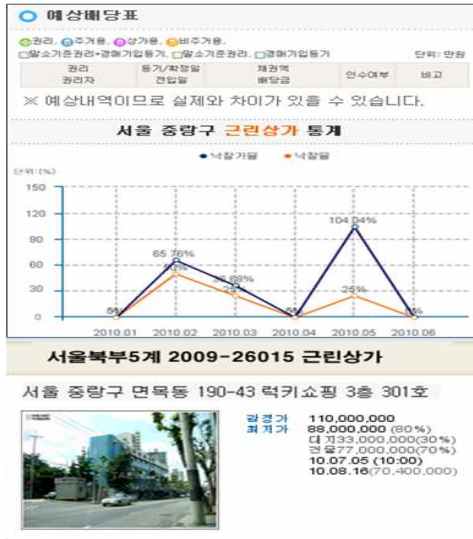 예상배당표
권리, 주거용, 상가용, 비주거용,
말소기준권리+경매기입등기, 말소기준권리, 경매기입등기 단위: 만원
권리 등기/확정일 채권액 인수여부 비고
권리자 전입일 배당금
※ 예상내역이므로 실제와 차이가 있을 수 있습니다.
서울 중랑구 근린상가 통계
낙찰가율 낙찰율
단위:(%)
150
120
90
60
30
0
104.04%
65.76%
50%
25%
2010.01 2010.02 2010.03 2010.04 2010.05 2010.06
서울북부5계 2009-26015 근린상가
서울 중랑구 면목동 190-43 럭키쇼핑 3층 301호
감정가 110,000,000
최저가 88,000,000 (80%)
대지33,000,000(30%)
건물77,000,000(70%)
10.07.05 (10:00)
10.08.16(70,400,000)